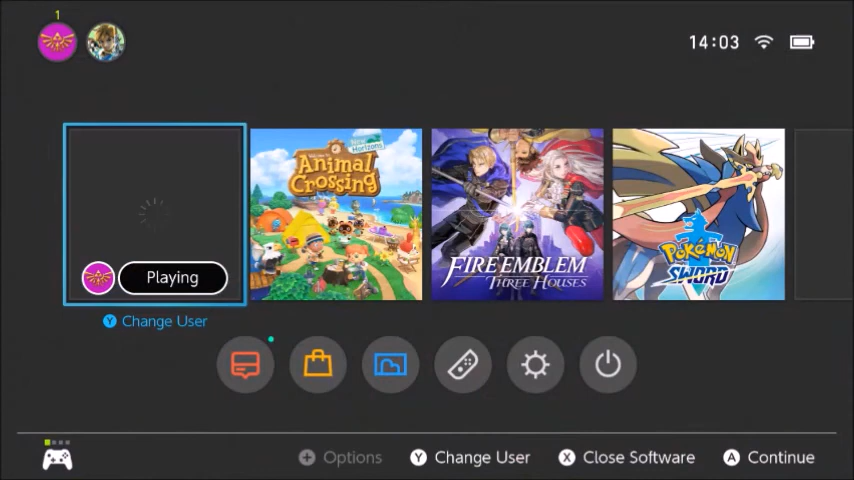 1
14:03
Playing
New Horizons
Animal Crossing
FIRE EMBLEM
THREE HOUSES
POKÉMON
SWORD
Y Change User
+ Options
Y Change User
X Close Software
A Continue